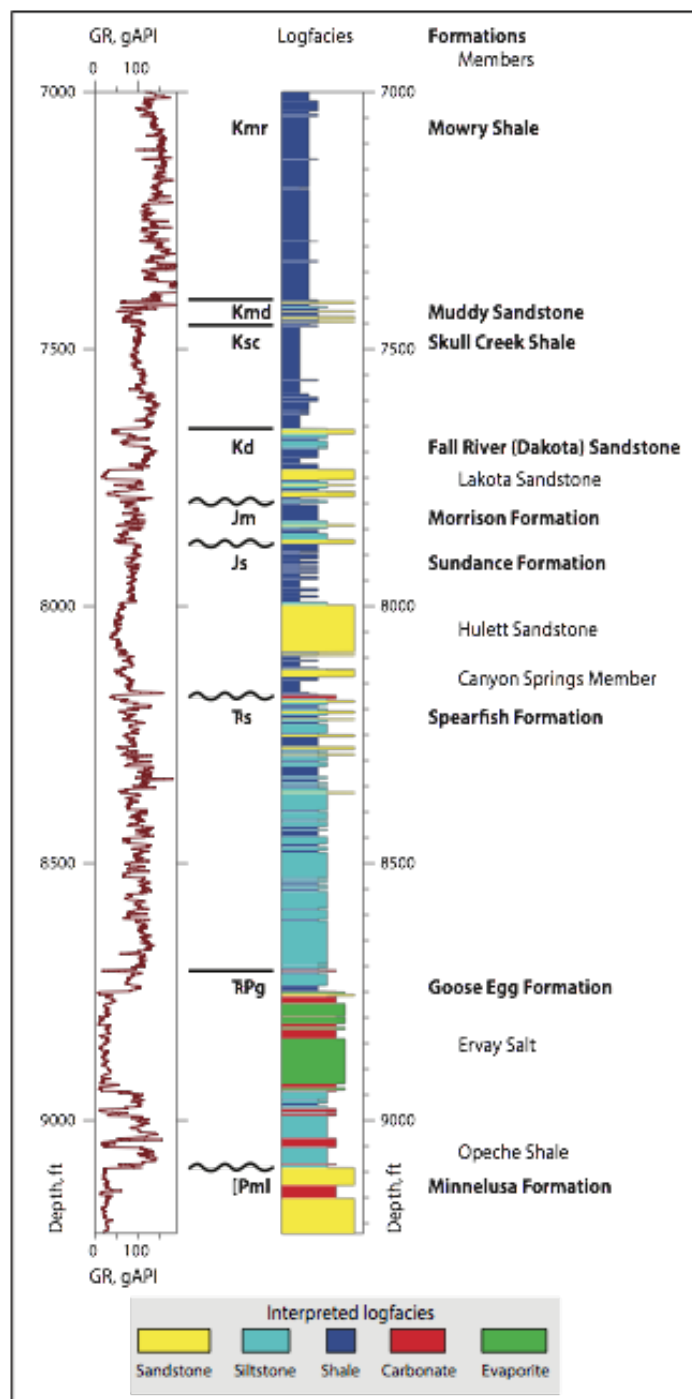 GR, gAPI Logfacies Formations
0 100 Members
7000 7000
Kmr Mowry Shale
Kmd Muddy Sandstone
Ksc Skull Creek Shale
7500 7500
Kd Fall River (Dakota) Sandstone
Lakota Sandstone
Jm Morrison Formation
Js Sundance Formation
8000 8000
Hulett Sandstone
Canyon Springs Member
Ꞃs Spearfish Formation
8500 8500
ꞂPg Goose Egg Formation
Ervay Salt
9000 9000
Opeche Shale
[Pml Minnelusa Formation
Depth, ft Depth, ft
0 100
GR, gAPI
Interpreted logfacies
Sandstone Siltstone Shale Carbonate Evaporite